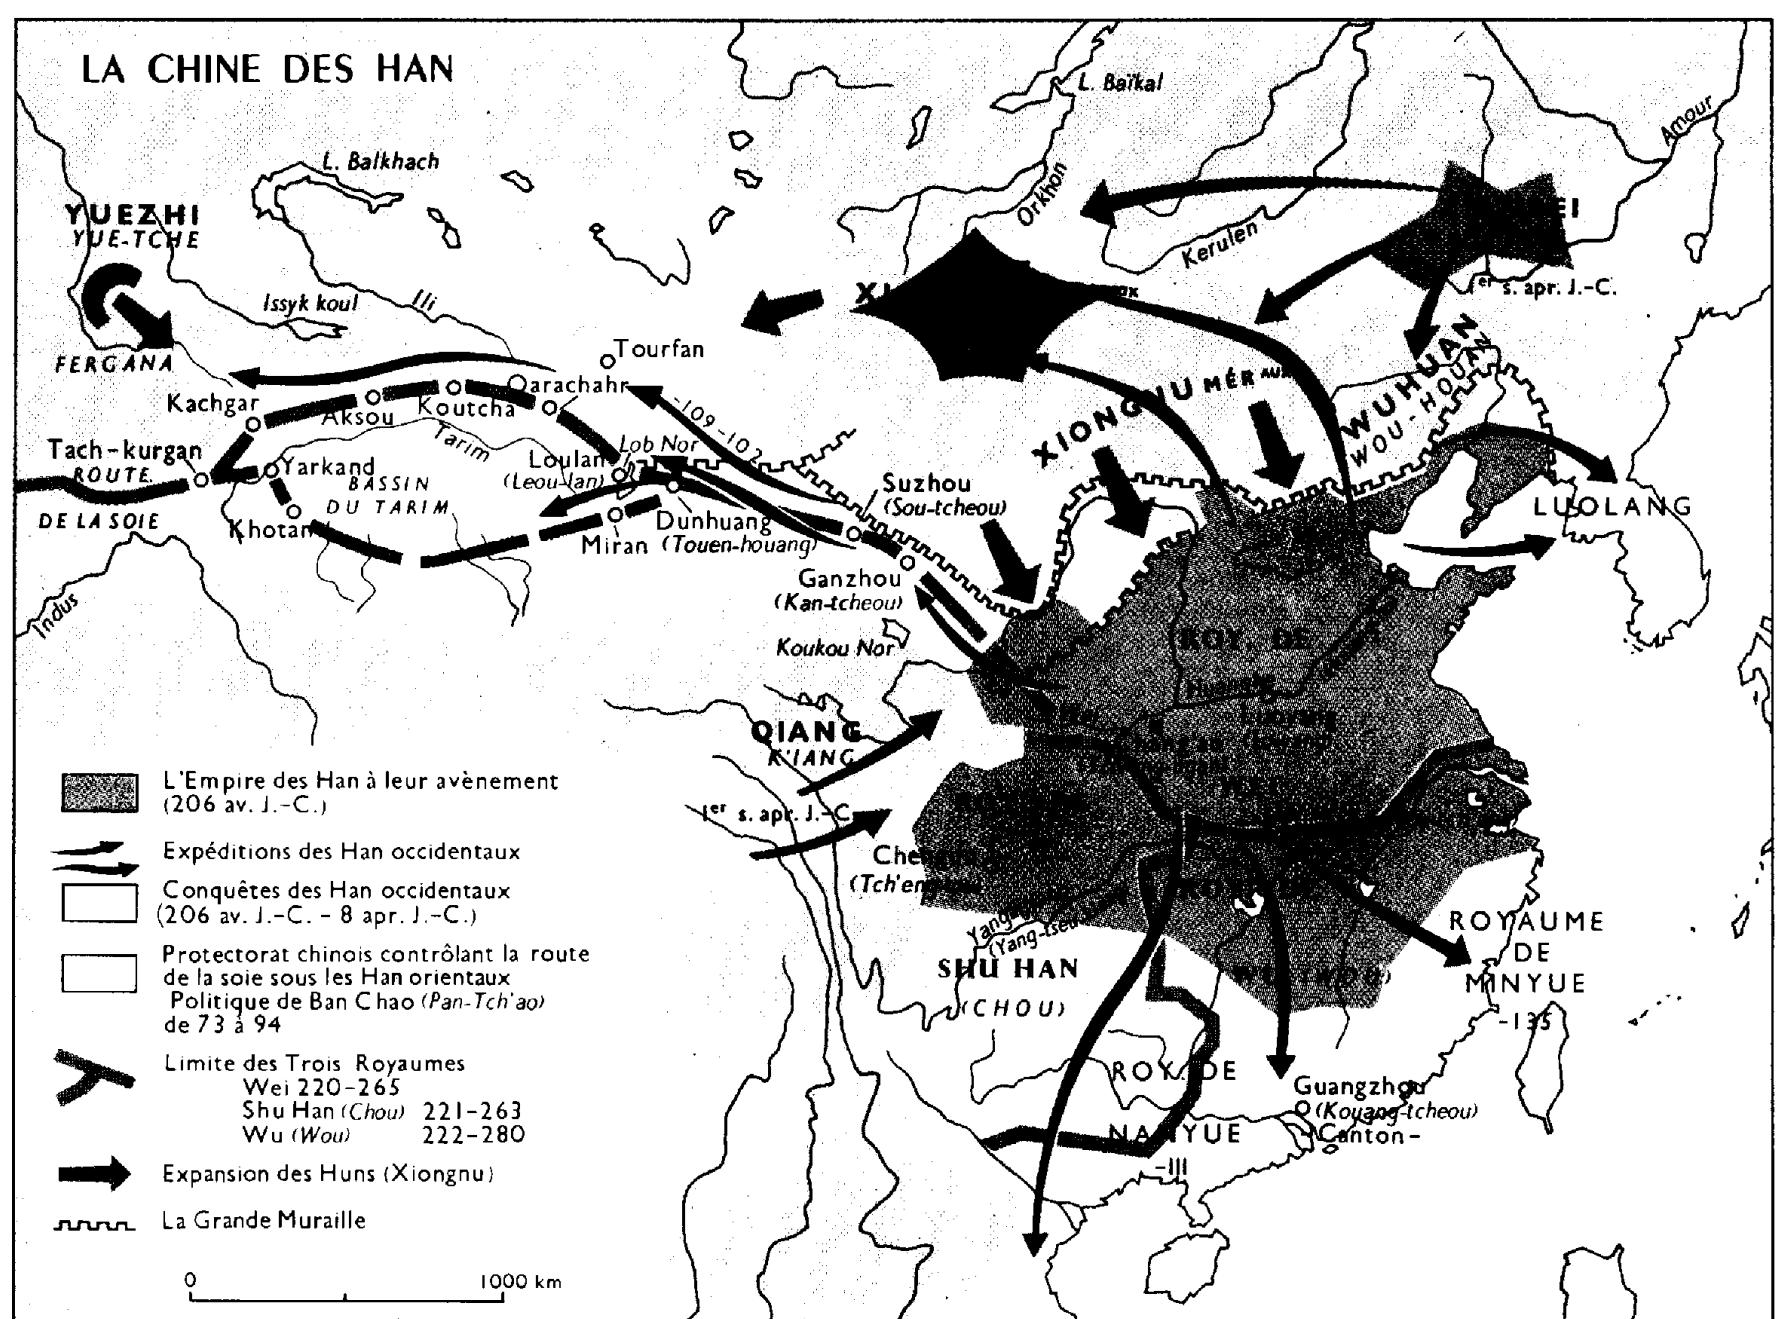 LA CHINE DES HAN
L. Baïkal
Amour
L. Balkhach
Orkhon
YUEZHI
YUE-TCHE
Kerulen
Issyk koul
Ili
1er s. apr. J.-C.
FERGANA
Tourfan
WUHUAN
WOU-HOUAN
XIONGNU MÉR AUX
Qarachahr
Kachgar
Aksou
Koutcha
-109-102
Tarim
Lob Nor
Tach-kurgan
ROUTE
DE LA SOIE
Yarkand
Loulan
(Leou-lan)
BASSIN
DU TARIM
Suzhou
(Sou-tcheou)
LUOLANG
Khotan
Dunhuang
(Touen-houang)
Miran
Ganzhou
(Kan-tcheou)
Indus
Koukou Nor
ROY. DE
QIANG
K'IANG
Luoyang
1er s. apr. J.-C.
ROYAUME
DE
MINYUE
-135
SHU HAN
(CHOU)
ROY. DE
NANYUE
-111
Guangzhou
(Kouang-tcheou)
-Canton-
L'Empire des Han à leur avènement
(206 av. J.-C.)
Expéditions des Han occidentaux
Conquêtes des Han occidentaux
(206 av. J.-C. - 8 apr. J.-C.)
Protectorat chinois contrôlant la route
de la soie sous les Han orientaux
Politique de Ban Chao (Pan-Tch'ao)
de 73 à 94
Limite des Trois Royaumes
Wei 220-265
Shu Han (Chou) 221-263
Wu (Wou) 222-280
Expansion des Huns (Xiongnu)
La Grande Muraille
0 1000 km